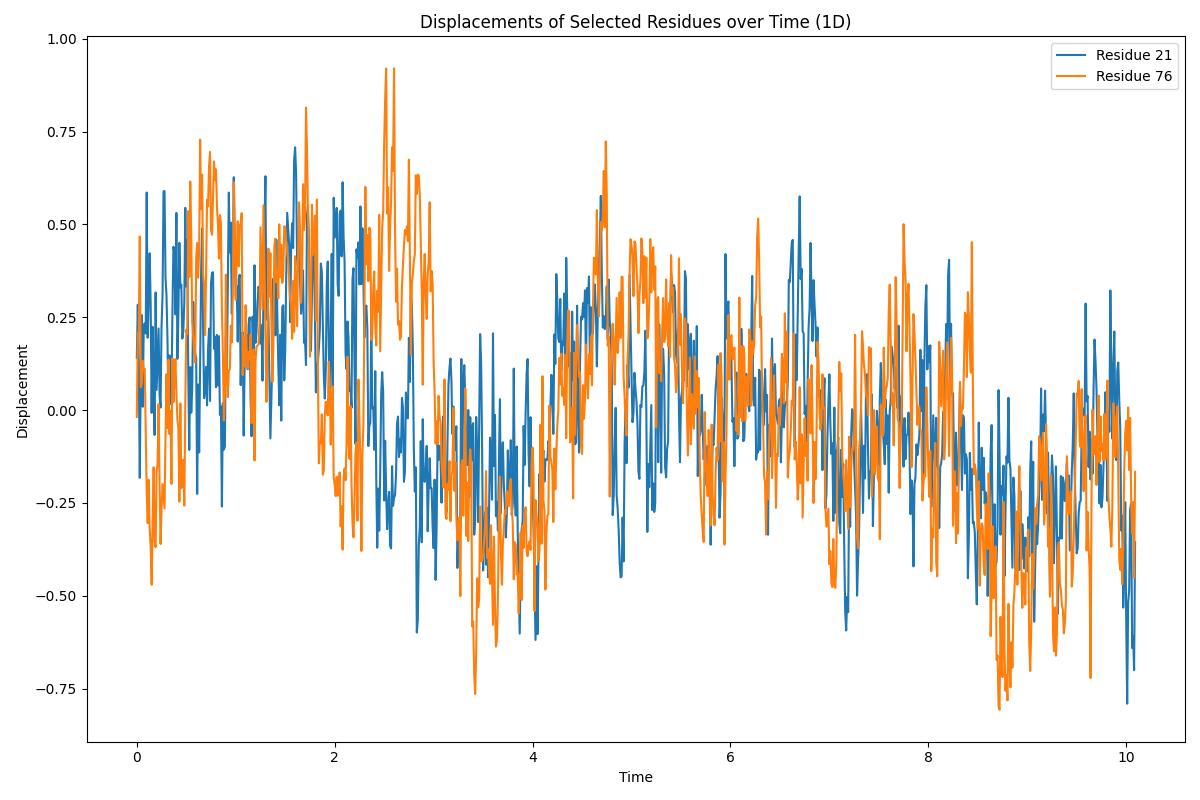 Displacements of Selected Residues over Time (1D)
Residue 21
Residue 76
Displacement
1.00
0.75
0.50
0.25
0.00
−0.25
−0.50
−0.75
0 2 4 6 8 10
Time